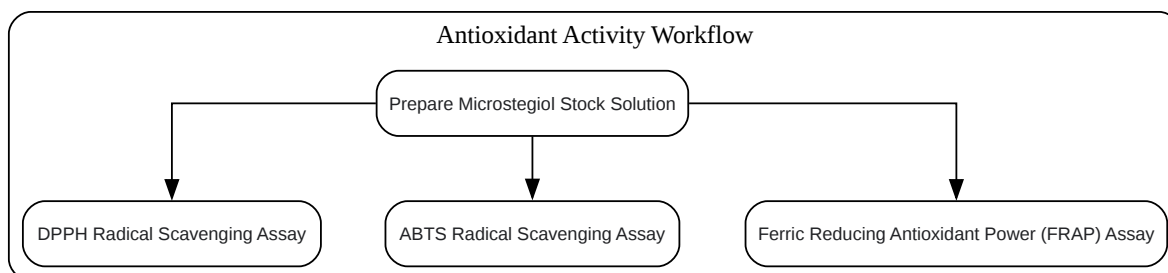 Antioxidant Activity Workflow
Prepare Microstegiol Stock Solution
DPPH Radical Scavenging Assay
ABTS Radical Scavenging Assay
Ferric Reducing Antioxidant Power (FRAP) Assay